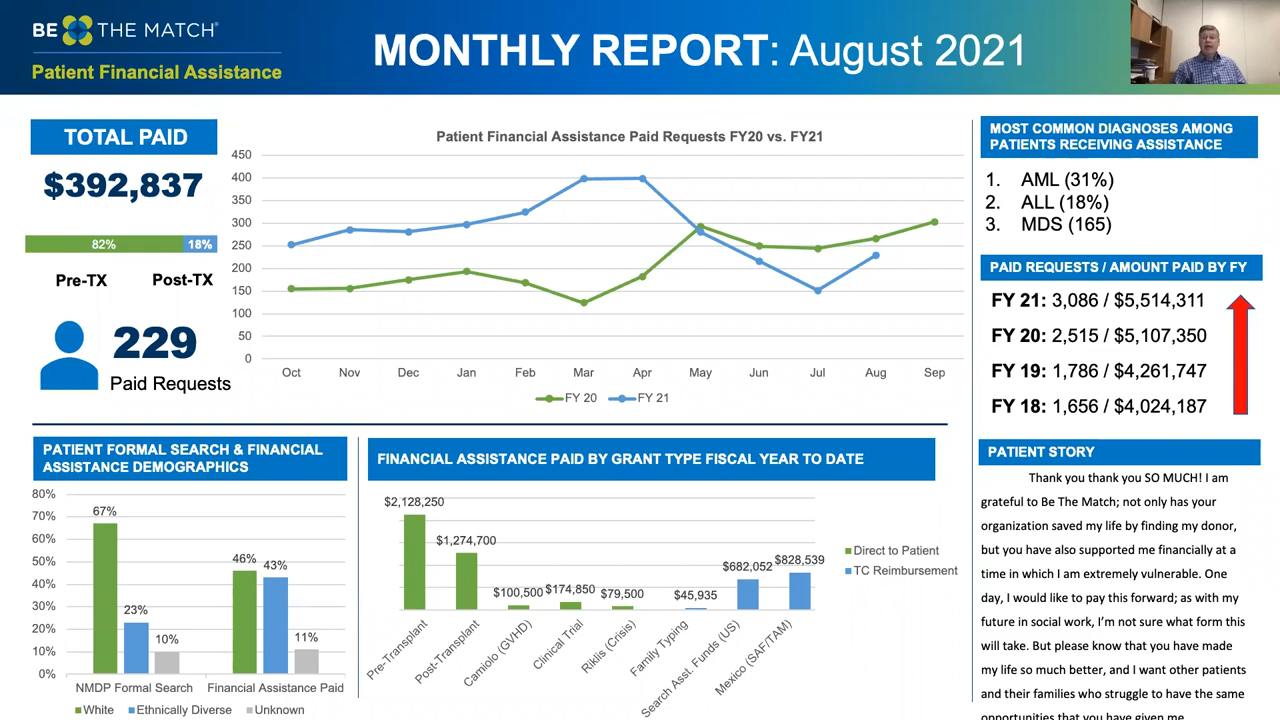 BE THE MATCH®
Patient Financial Assistance
MONTHLY REPORT: August 2021
TOTAL PAID
$392,837
82% 18%
Pre-TX Post-TX
229
Paid Requests
Patient Financial Assistance Paid Requests FY20 vs. FY21
450
400
350
300
250
200
150
100
50
0
Oct Nov Dec Jan Feb Mar Apr May Jun Jul Aug Sep
FY 20 FY 21
MOST COMMON DIAGNOSES AMONG
PATIENTS RECEIVING ASSISTANCE
1. AML (31%)
2. ALL (18%)
3. MDS (165)
PAID REQUESTS / AMOUNT PAID BY FY
FY 21: 3,086 / $5,514,311
FY 20: 2,515 / $5,107,350
FY 19: 1,786 / $4,261,747
FY 18: 1,656 / $4,024,187
PATIENT FORMAL SEARCH & FINANCIAL
ASSISTANCE DEMOGRAPHICS
80%
70%
60%
50%
40%
30%
20%
10%
0%
67%
23%
10%
46%
43%
11%
NMDP Formal Search Financial Assistance Paid
White Ethnically Diverse Unknown
FINANCIAL ASSISTANCE PAID BY GRANT TYPE FISCAL YEAR TO DATE
$2,128,250
$1,274,700
$100,500
$174,850
$79,500
$45,935
$682,052
$828,539
Pre-Transplant
Post-Transplant
Camiolo (GVHD)
Clinical Trial
Riklis (Crisis)
Family Typing
Search Asst. Funds (US)
Mexico (SAF/TAM)
Direct to Patient
TC Reimbursement
PATIENT STORY
Thank you thank you SO MUCH! I am
grateful to Be The Match; not only has your
organization saved my life by finding my donor,
but you have also supported me financially at a
time in which I am extremely vulnerable. One
day, I would like to pay this forward; as with my
future in social work, I'm not sure what form this
will take. But please know that you have made
my life so much better, and I want other patients
and their families who struggle to have the same
opportunities that you have given me.